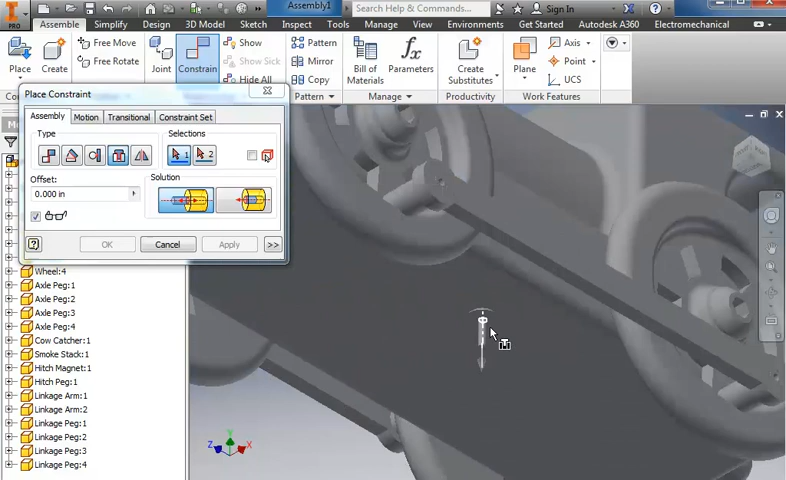 Assembly1
Search Help & Commands...
Sign In
PRO
Assemble Simplify Design 3D Model Sketch Inspect Tools Manage View Environments Get Started Autodesk A360 Electromechanical
Place
Create
Free Move
Free Rotate
Joint
Constrain
Show
Show Sick
Hide All
Pattern
Mirror
Copy
Pattern
Bill of
Materials
Parameters
Manage
Create
Substitutes
Productivity
Plane
Axis
Point
UCS
Work Features
Place Constraint
Assembly Motion Transitional Constraint Set
Type
Selections
1
2
Offset:
0.000 in
Solution
OK
Cancel
Apply
>>
Wheel:4
Axle Peg:1
Axle Peg:2
Axle Peg:3
Axle Peg:4
Cow Catcher:1
Smoke Stack:1
Hitch Magnet:1
Hitch Peg:1
Linkage Arm:1
Linkage Arm:2
Linkage Peg:1
Linkage Peg:2
Linkage Peg:3
Linkage Peg:4
Z
Y
X